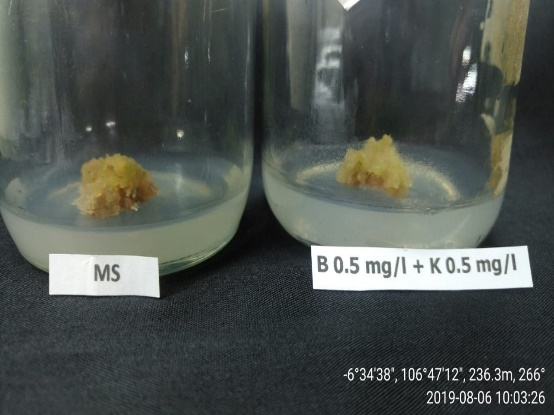 MS
B 0.5 mg/l + K 0.5 mg/l
-6°34'38", 106°47'12", 236.3m, 266°
2019-08-06 10:03:26